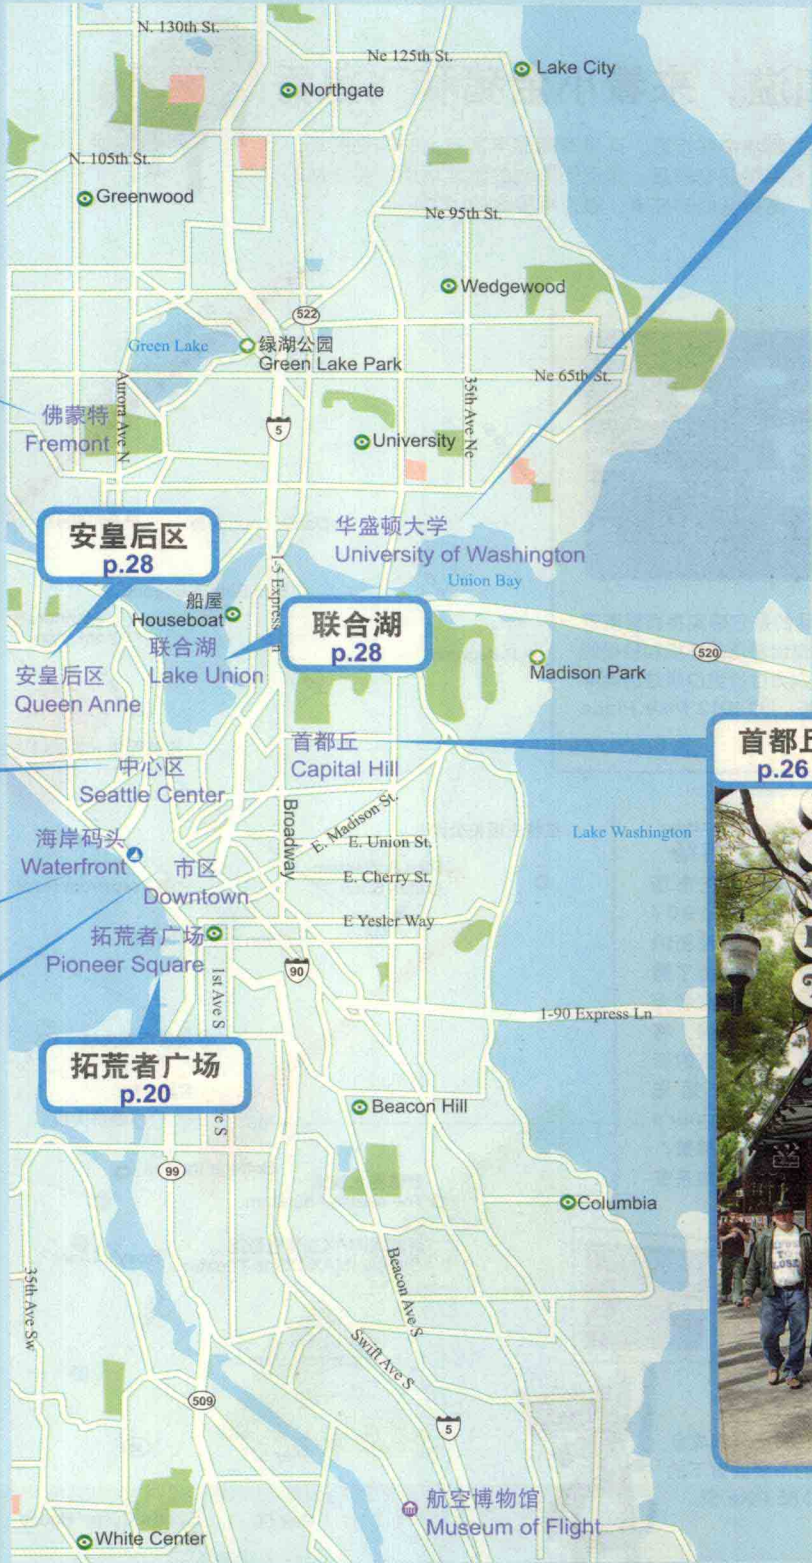 N. 130th St.
Ne 125th St.
Lake City
Northgate
N. 105th St.
Greenwood
Ne 95th St.
Wedgewood
522
Green Lake
绿湖公园
Green Lake Park
Ne 65th St.
Aurora Ave N
35th Ave Ne
佛蒙特
Fremont
5
University
华盛顿大学
University of Washington
安皇后区
p.28
Union Bay
1-5 Express
船屋
Houseboat
联合湖
p.28
联合湖
Lake Union
520
Madison Park
安皇后区
Queen Anne
首都丘
Capital Hill
首都丘
p.26
中心区
Seattle Center
Broadway
E. Madison St.
E. Union St.
Lake Washington
海岸码头
Waterfront
市区
Downtown
E. Cherry St.
E Yesler Way
拓荒者广场
Pioneer Square
90
1st Ave S
1-90 Express Ln
拓荒者广场
p.20
Beacon Hill
e S
99
Columbia
35th Ave Sw
Beacon Ave S
Swift Ave S
509
5
航空博物馆
Museum of Flight
White Center